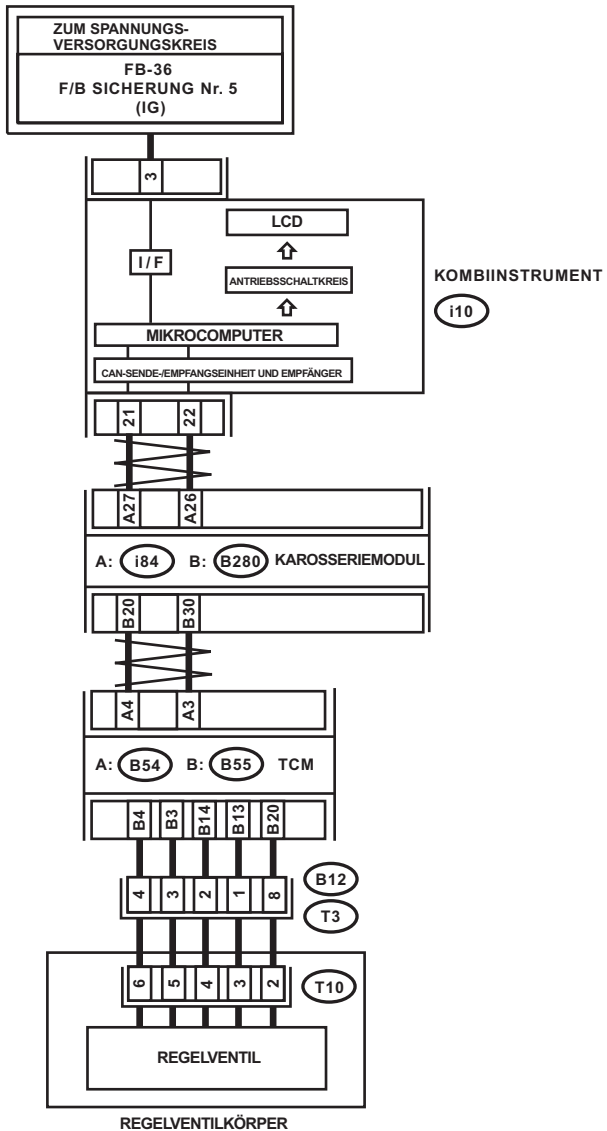 ZUM SPANNUNGS-
VERSORGUNGSKREIS
FB-36
F/B SICHERUNG Nr. 5
(IG)
3
LCD
I / F
ANTRIEBSSCHALTKREIS
MIKROCOMPUTER
CAN-SENDE-/EMPFANGSEINHEIT UND EMPFÄNGER
KOMBIINSTRUMENT
i10
21 22
A27 A26
A: i84 B: B280 KAROSSERIEMODUL
B20 B30
A4 A3
A: B54 B: B55 TCM
B4 B3 B14 B13 B20
B12
4 3 2 1 8
T3
6 5 4 3 2
T10
REGELVENTIL
REGELVENTILKÖRPER